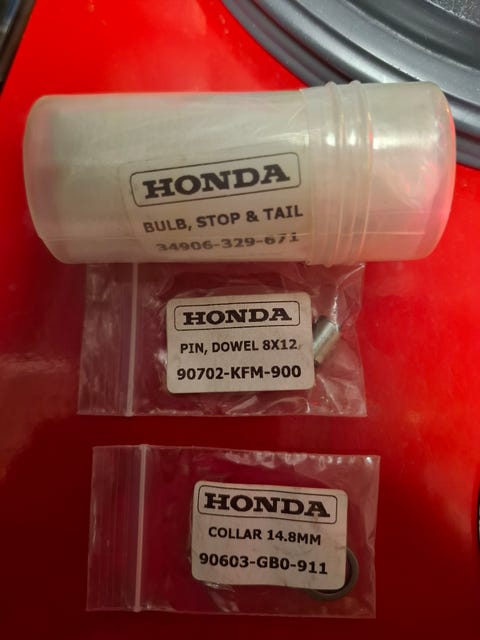 HONDA
BULB, STOP & TAIL
34906-329-671
HONDA
PIN, DOWEL 8X12
90702-KFM-900
HONDA
COLLAR 14.8MM
90603-GB0-911